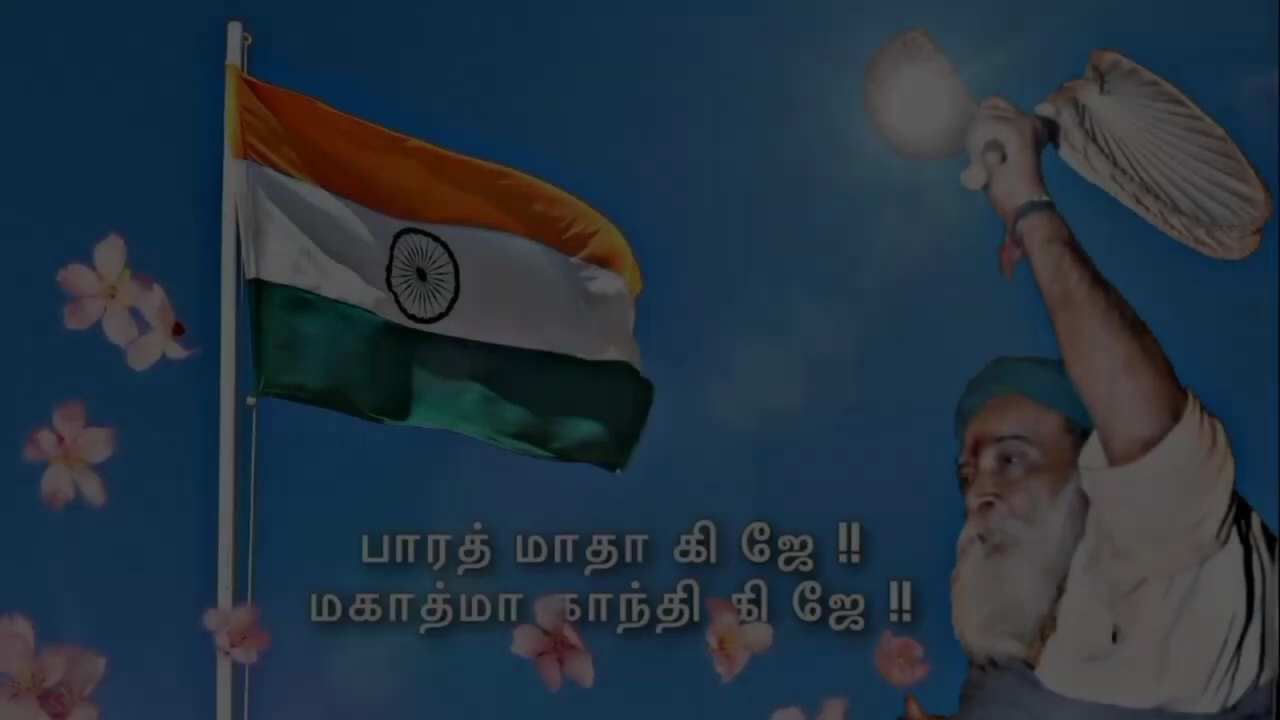 பாரத் மாதா கி ஜே !!
மகாத்மா காந்தி கி ஜே !!